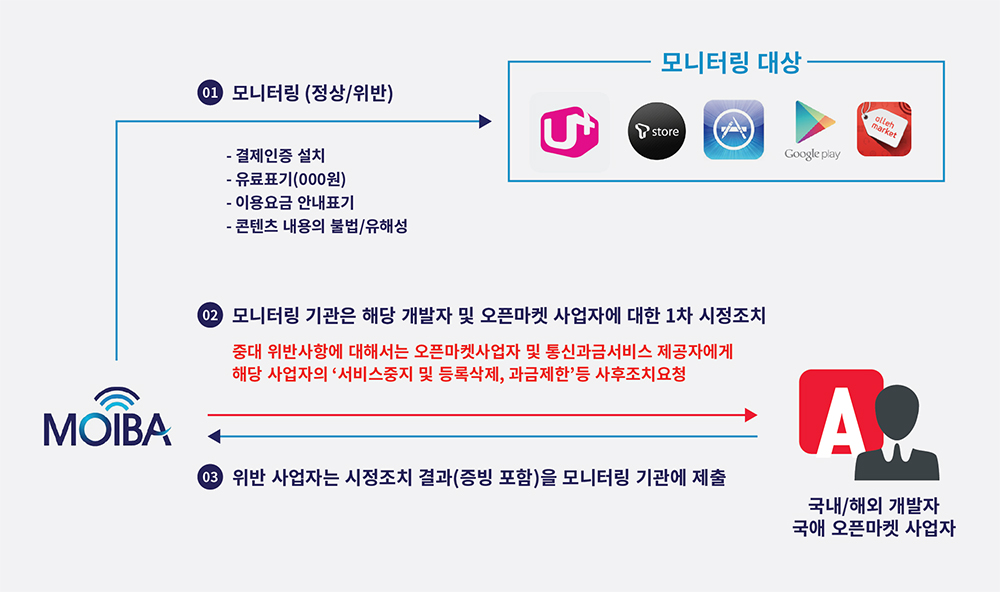 모니터링 대상
01 모니터링 (정상/위반)
U+
T store
Google play
olleh
market
- 결제인증 설치
- 유료표기(000원)
- 이용요금 안내표기
- 콘텐츠 내용의 불법/유해성
02 모니터링 기관은 해당 개발자 및 오픈마켓 사업자에 대한 1차 시정조치
중대 위반사항에 대해서는 오픈마켓사업자 및 통신과금서비스 제공자에게
해당 사업자의 ‘서비스중지 및 등록삭제, 과금제한’등 사후조치요청
MOIBA
A
03 위반 사업자는 시정조치 결과(증빙 포함)을 모니터링 기관에 제출
국내/해외 개발자
국애 오픈마켓 사업자